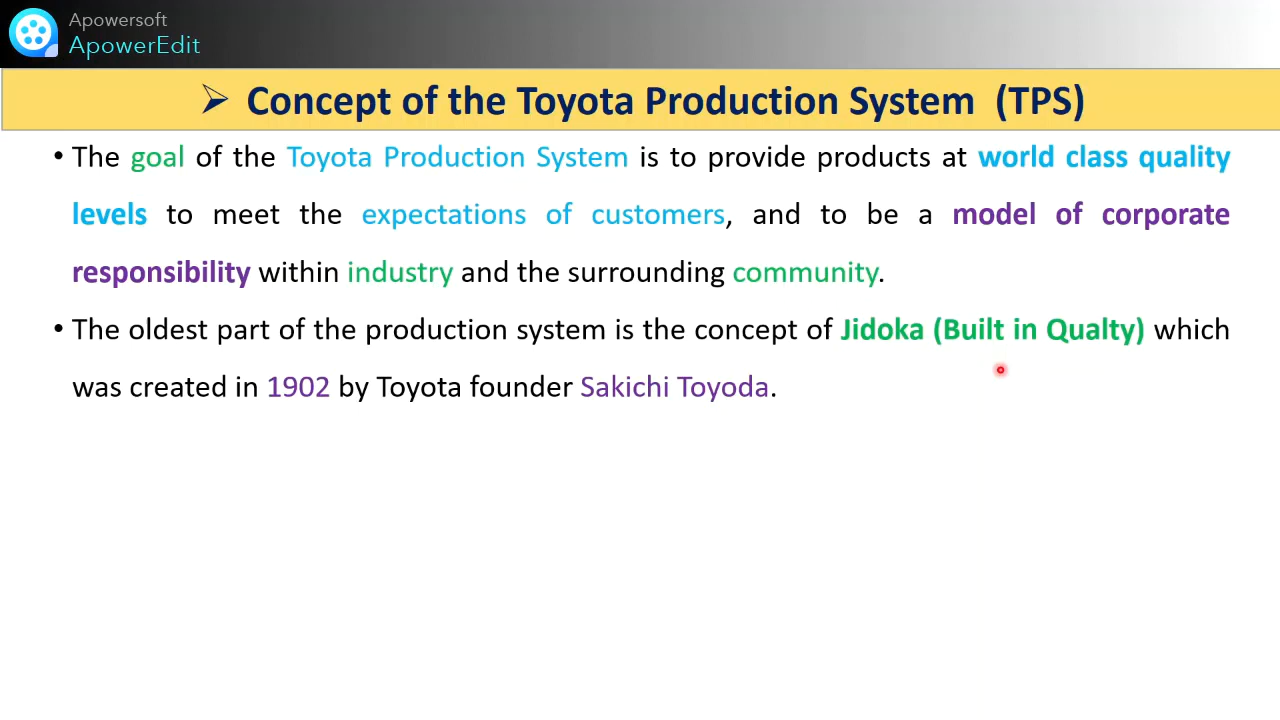 Apowersoft
ApowerEdit
➢ Concept of the Toyota Production System (TPS)
• The goal of the Toyota Production System is to provide products at world class quality
levels to meet the expectations of customers, and to be a model of corporate
responsibility within industry and the surrounding community.
• The oldest part of the production system is the concept of Jidoka (Built in Qualty) which
was created in 1902 by Toyota founder Sakichi Toyoda.